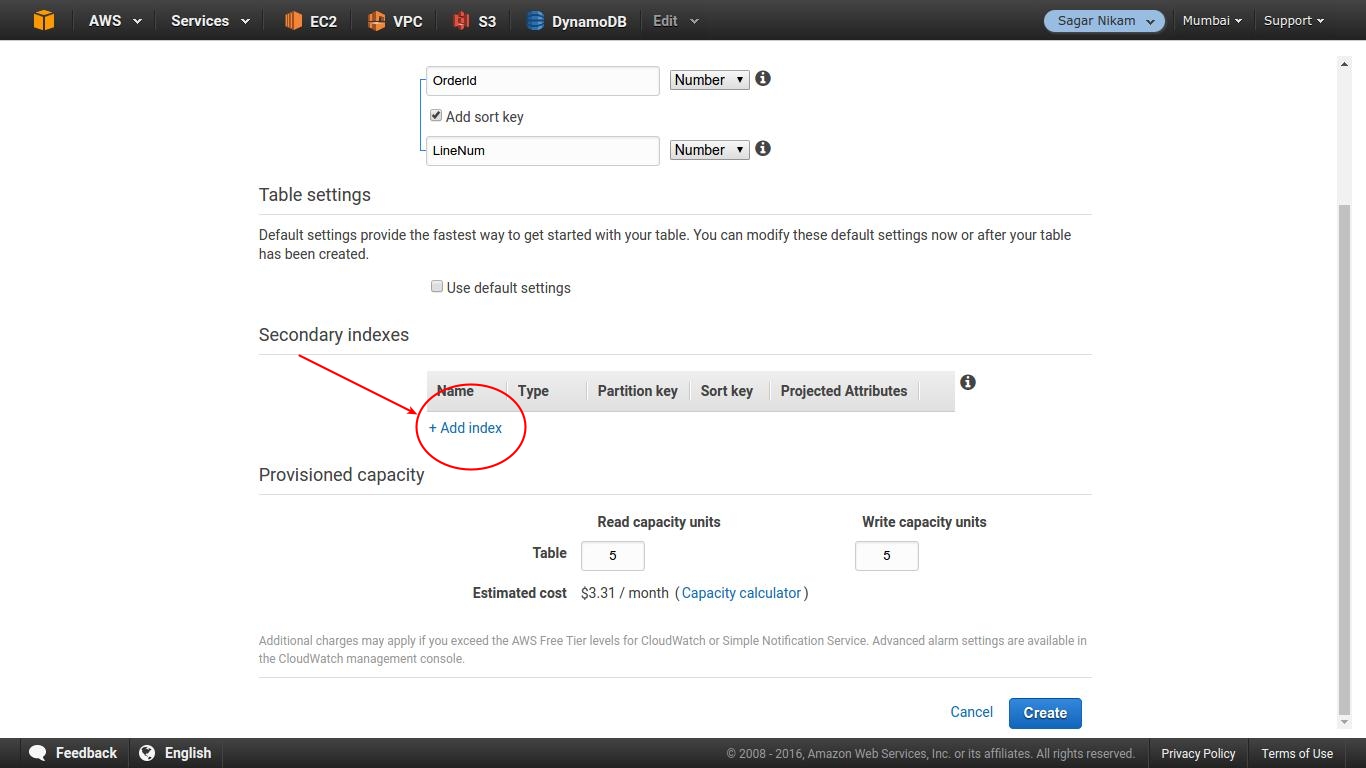 AWS Services EC2 VPC S3 DynamoDB Edit Sagar Nikam Mumbai Support
OrderId Number
Add sort key
LineNum Number
Table settings
Default settings provide the fastest way to get started with your table. You can modify these default settings now or after your table
has been created.
Use default settings
Secondary indexes
Name Type Partition key Sort key Projected Attributes
+ Add index
Provisioned capacity
Read capacity units Write capacity units
Table 5 5
Estimated cost $3.31 / month ( Capacity calculator )
Additional charges may apply if you exceed the AWS Free Tier levels for CloudWatch or Simple Notification Service. Advanced alarm settings are available in
the CloudWatch management console.
Cancel Create
Feedback English © 2008 - 2016, Amazon Web Services, Inc. or its affiliates. All rights reserved. Privacy Policy Terms of Use